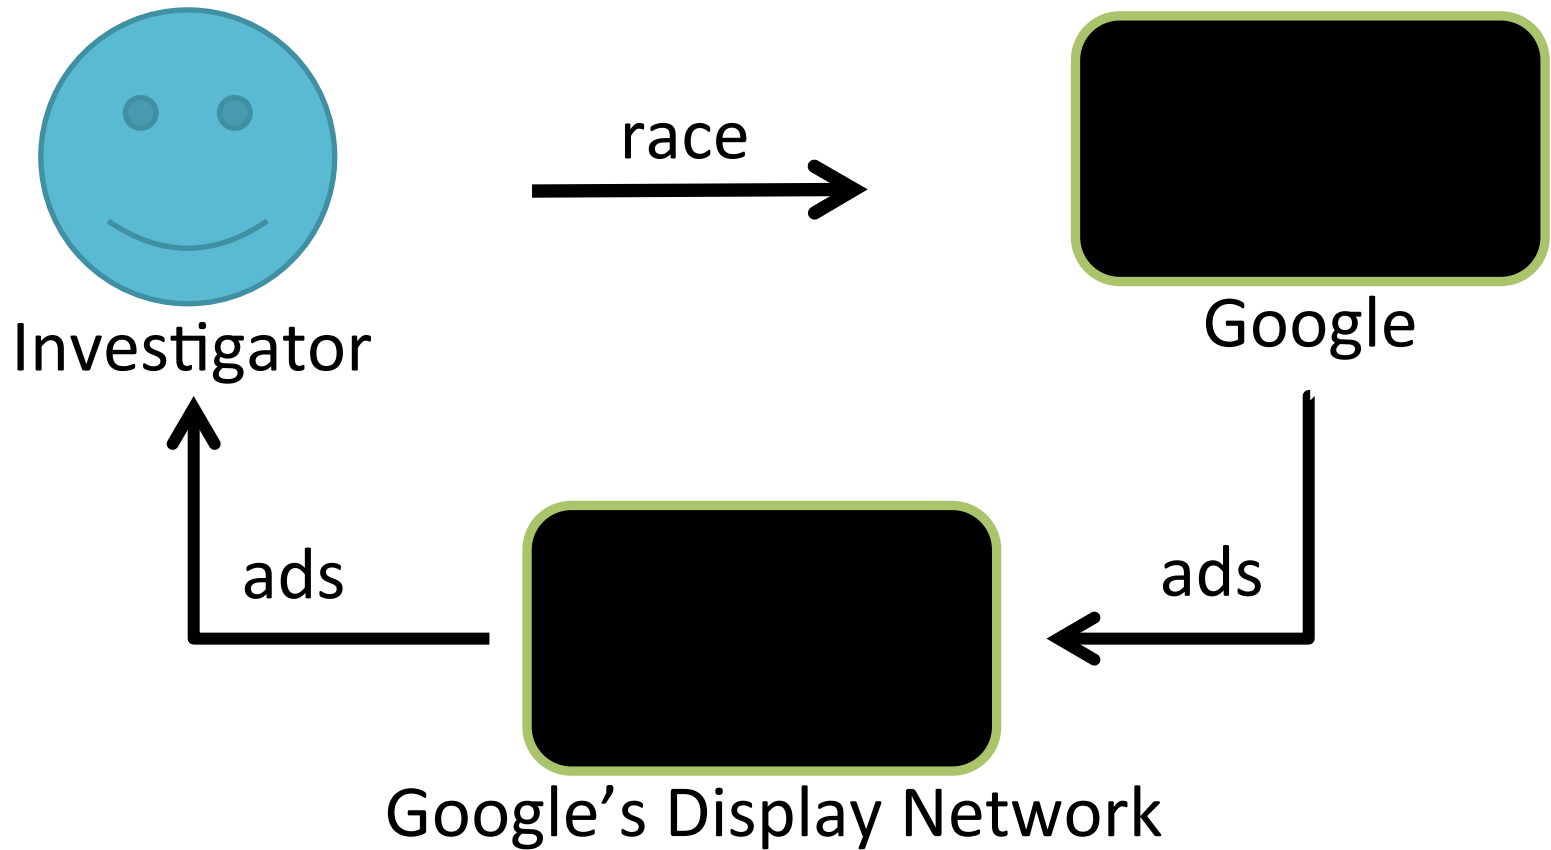 race
Investigator
Google
ads
ads
Google’s Display Network